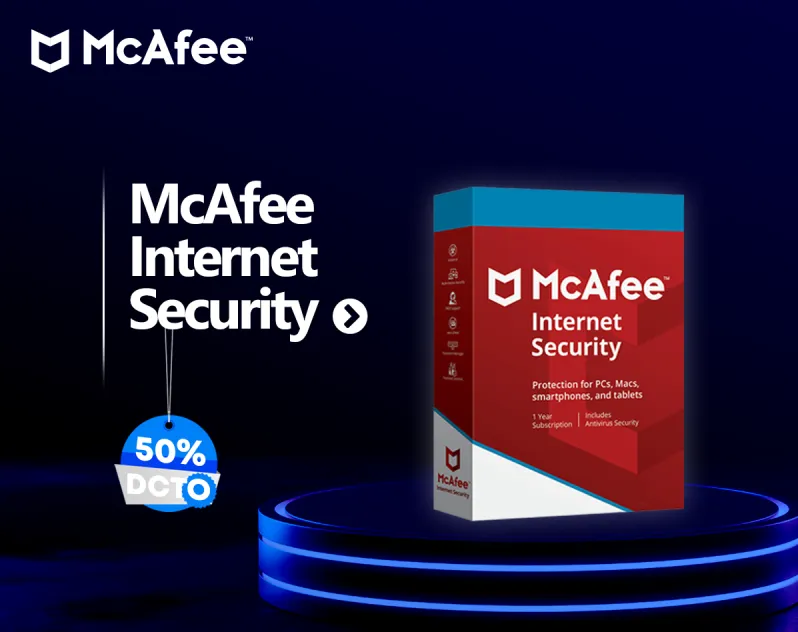 McAfee™
McAfee
Internet
Security
50%
DCTO
McAfee™
Internet
Security
Protection for PCs, Macs,
smartphones, and tablets
1 Year
Subscription
Includes
Antivirus Security
McAfee™
Internet Security